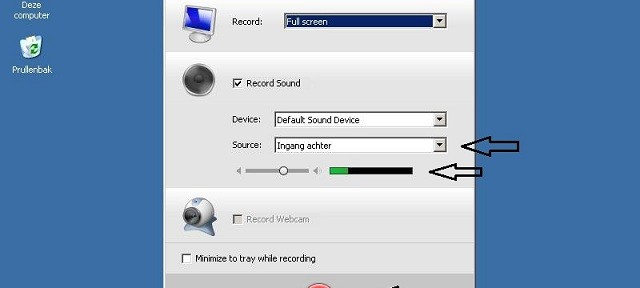 Deze
computer
Prullenbak
Record: Full screen
Record Sound
Device: Default Sound Device
Source: Ingang achter
Record Webcam
Minimize to tray while recording